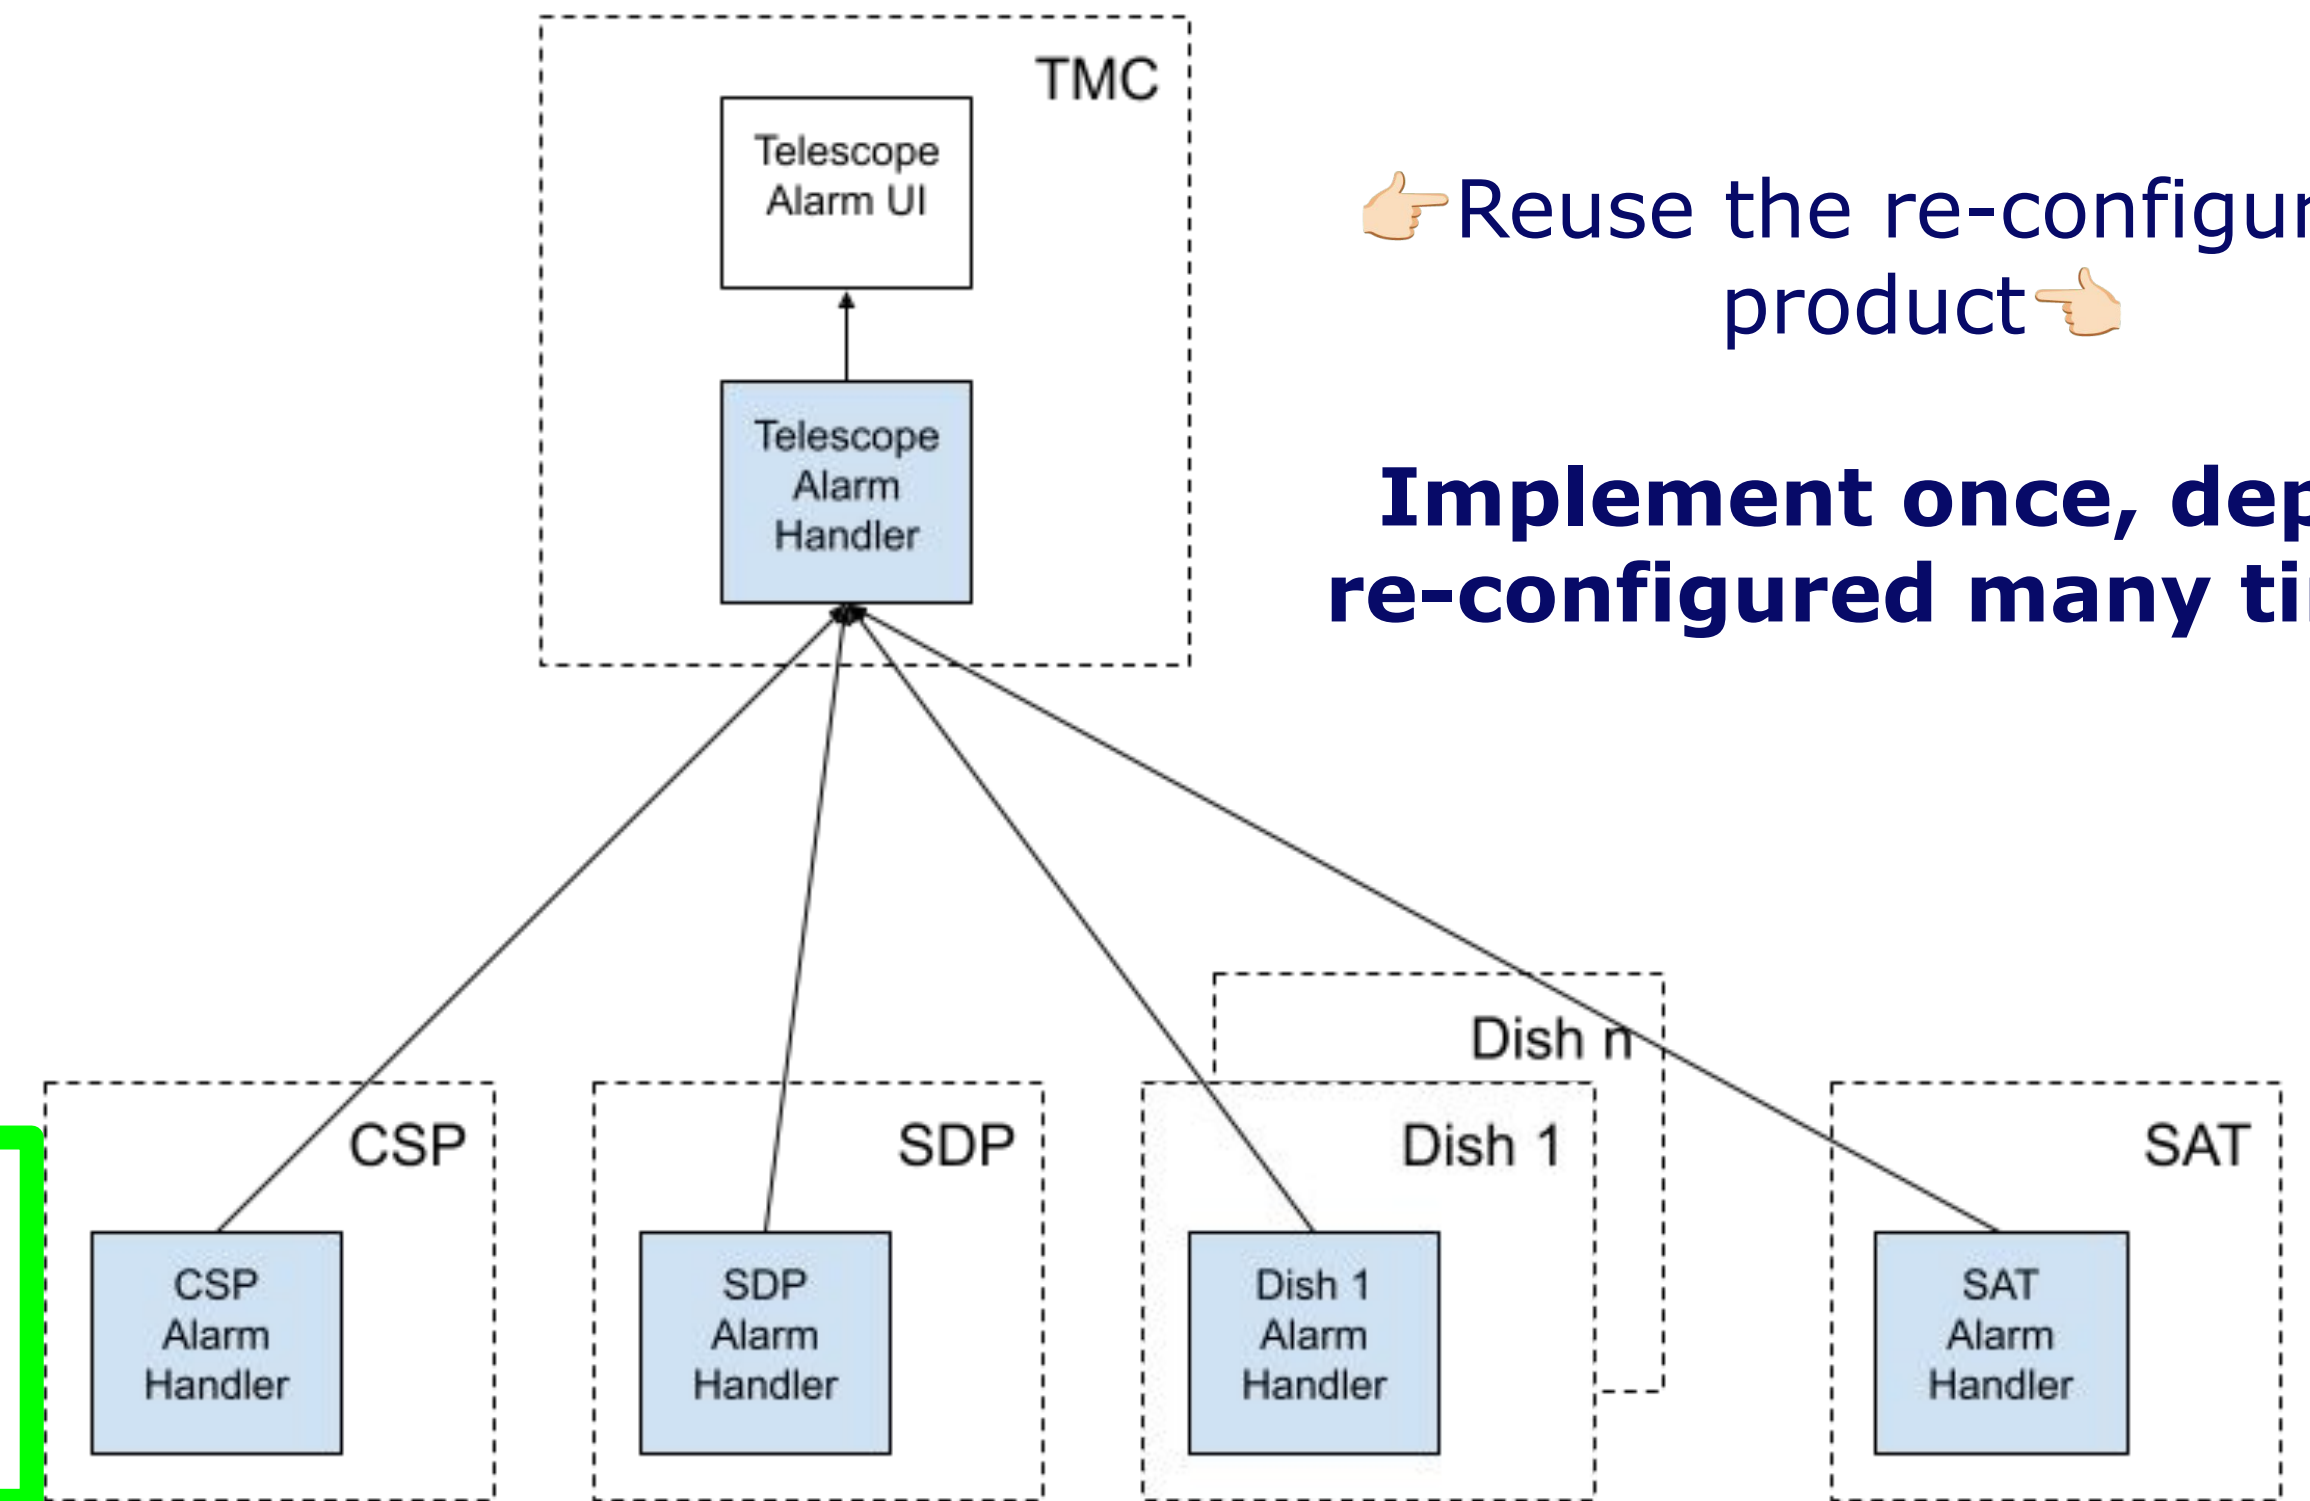 TMC
Telescope
Alarm UI
Telescope
Alarm
Handler
👉🏻Reuse the re-configur
product👈🏻
Implement once, dep
re-configured many ti
Dish n
CSP
SDP
Dish 1
SAT
CSP
Alarm
Handler
SDP
Alarm
Handler
Dish 1
Alarm
Handler
SAT
Alarm
Handler